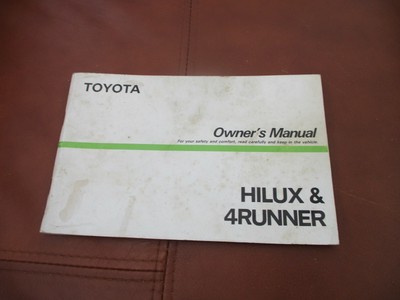 TOYOTA
Owner's Manual
For your safety and comfort, read carefully and keep in the vehicle.
HILUX &
4RUNNER